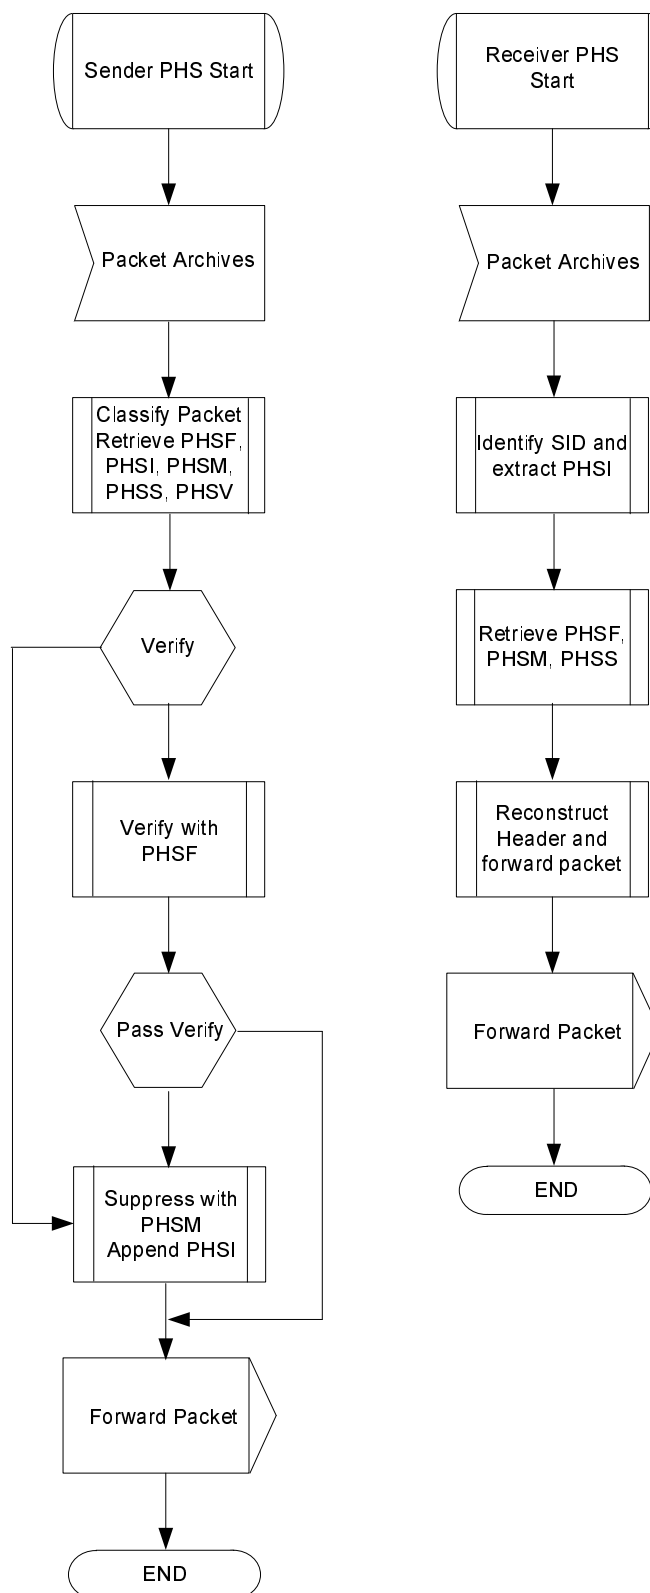 Sender PHS Start
Packet Archives
Classify Packet
Retrieve PHSF,
PHSI, PHSM,
PHSS, PHSV
Verify
Verify with
PHSF
Pass Verify
Suppress with
PHSM
Append PHSI
Forward Packet
END
Receiver PHS
Start
Packet Archives
Identify SID and
extract PHSI
Retrieve PHSF,
PHSM, PHSS
Reconstruct
Header and
forward packet
Forward Packet
END